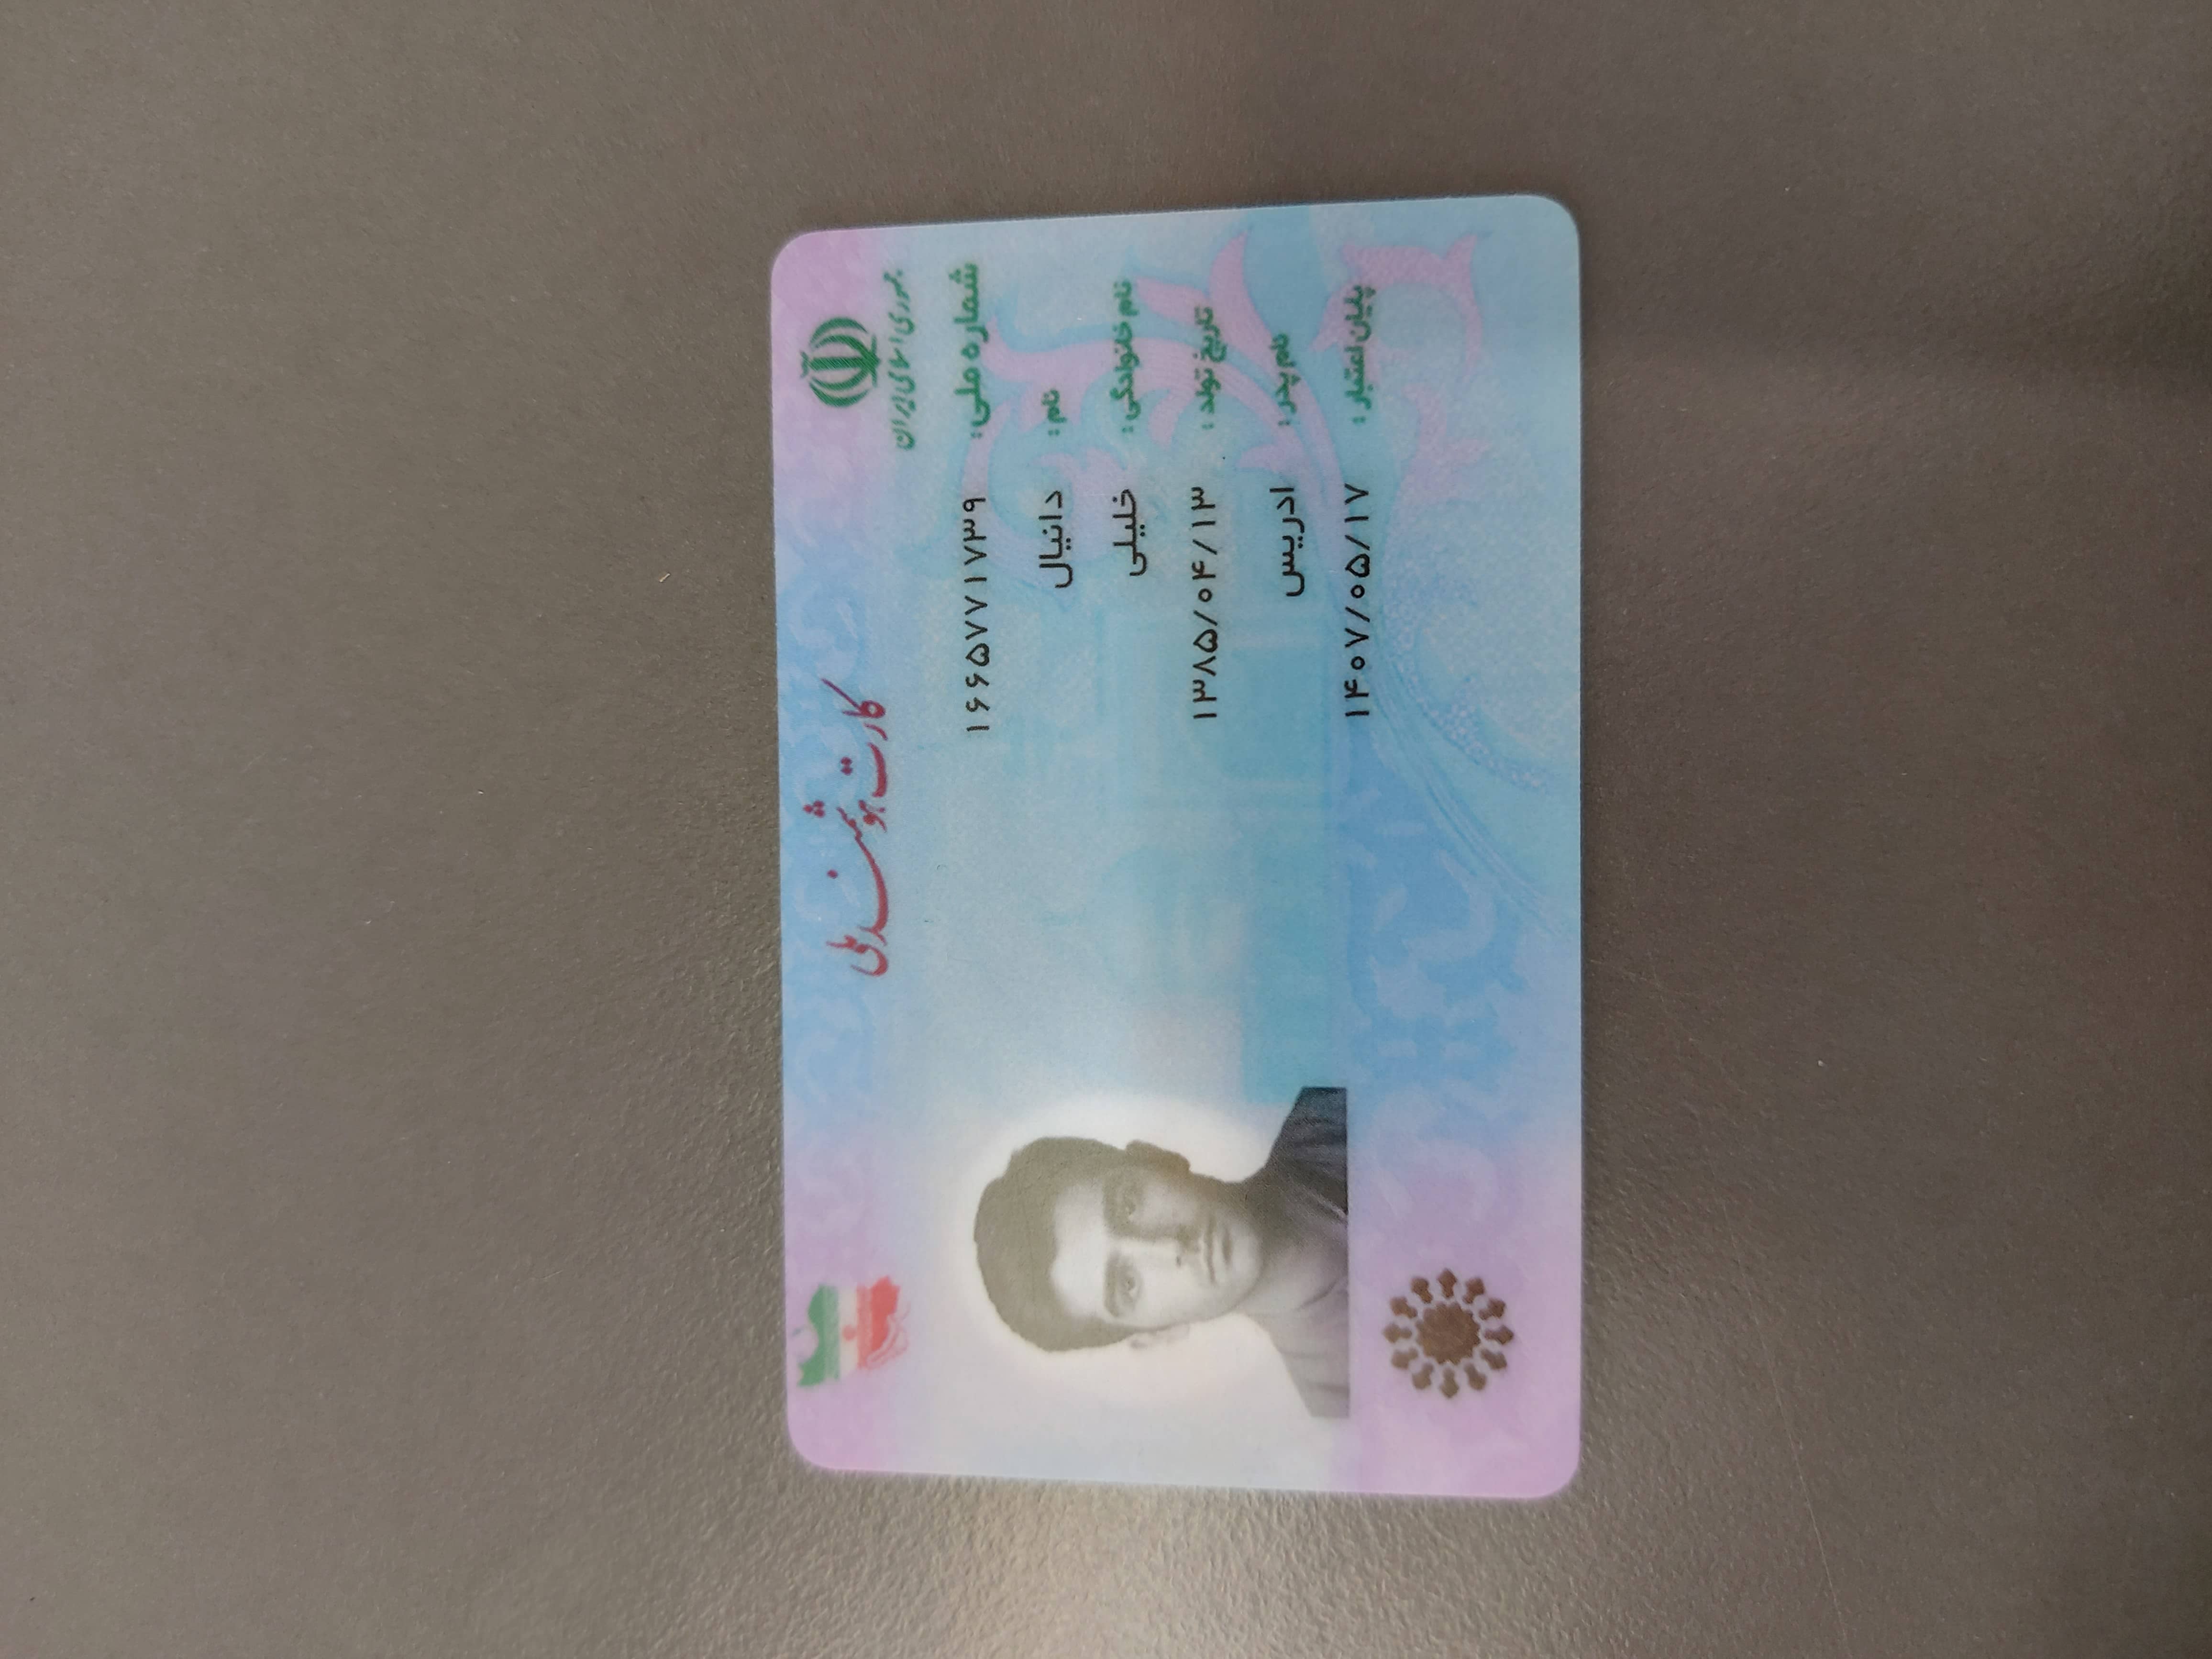 جمهوری اسلامی ایران
کارت هوشمند ملی
شماره ملی: ۱۶۶۵۷۷۱۷۳۹
نام : دانیال
نام خانوادگی : خلیلی
تاریخ تولد : ۱۳۸۵/۰۴/۱۳
نام پدر : ادریس
پایان اعتبار : ۱۴۰۷/۰۵/۱۷